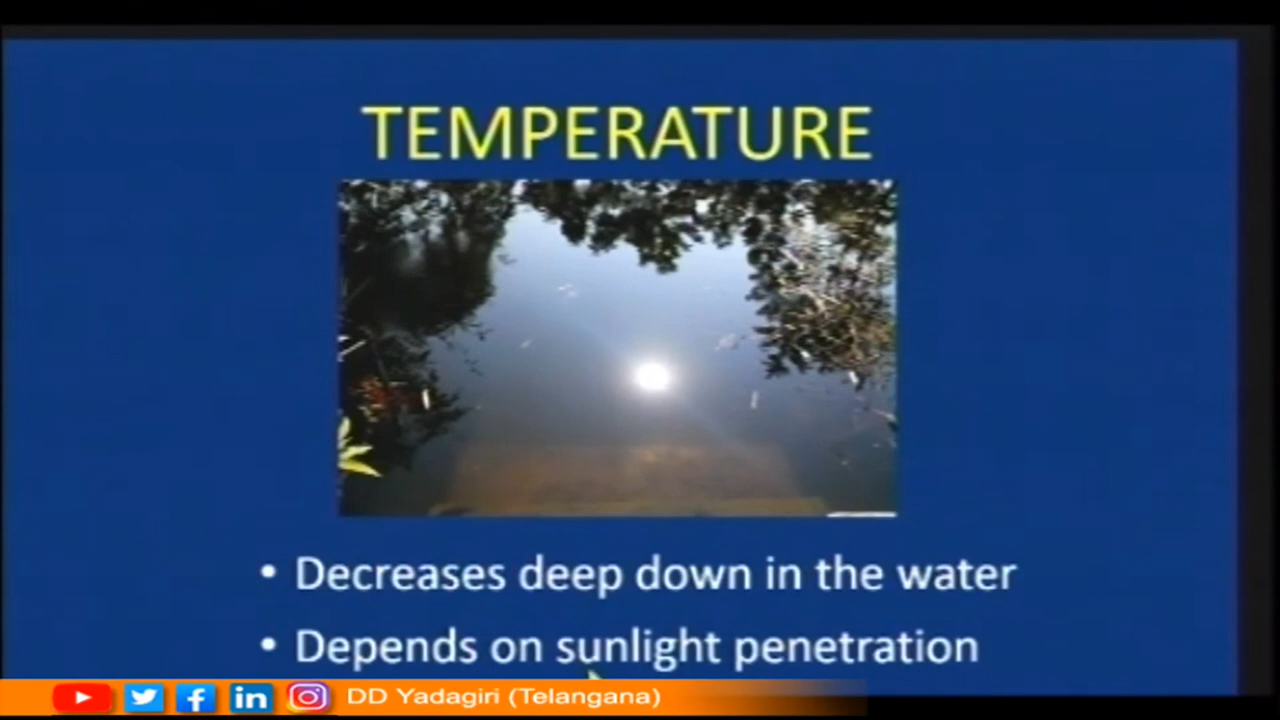 TEMPERATURE
• Decreases deep down in the water
• Depends on sunlight penetration
DD Yadagiri (Telangana)